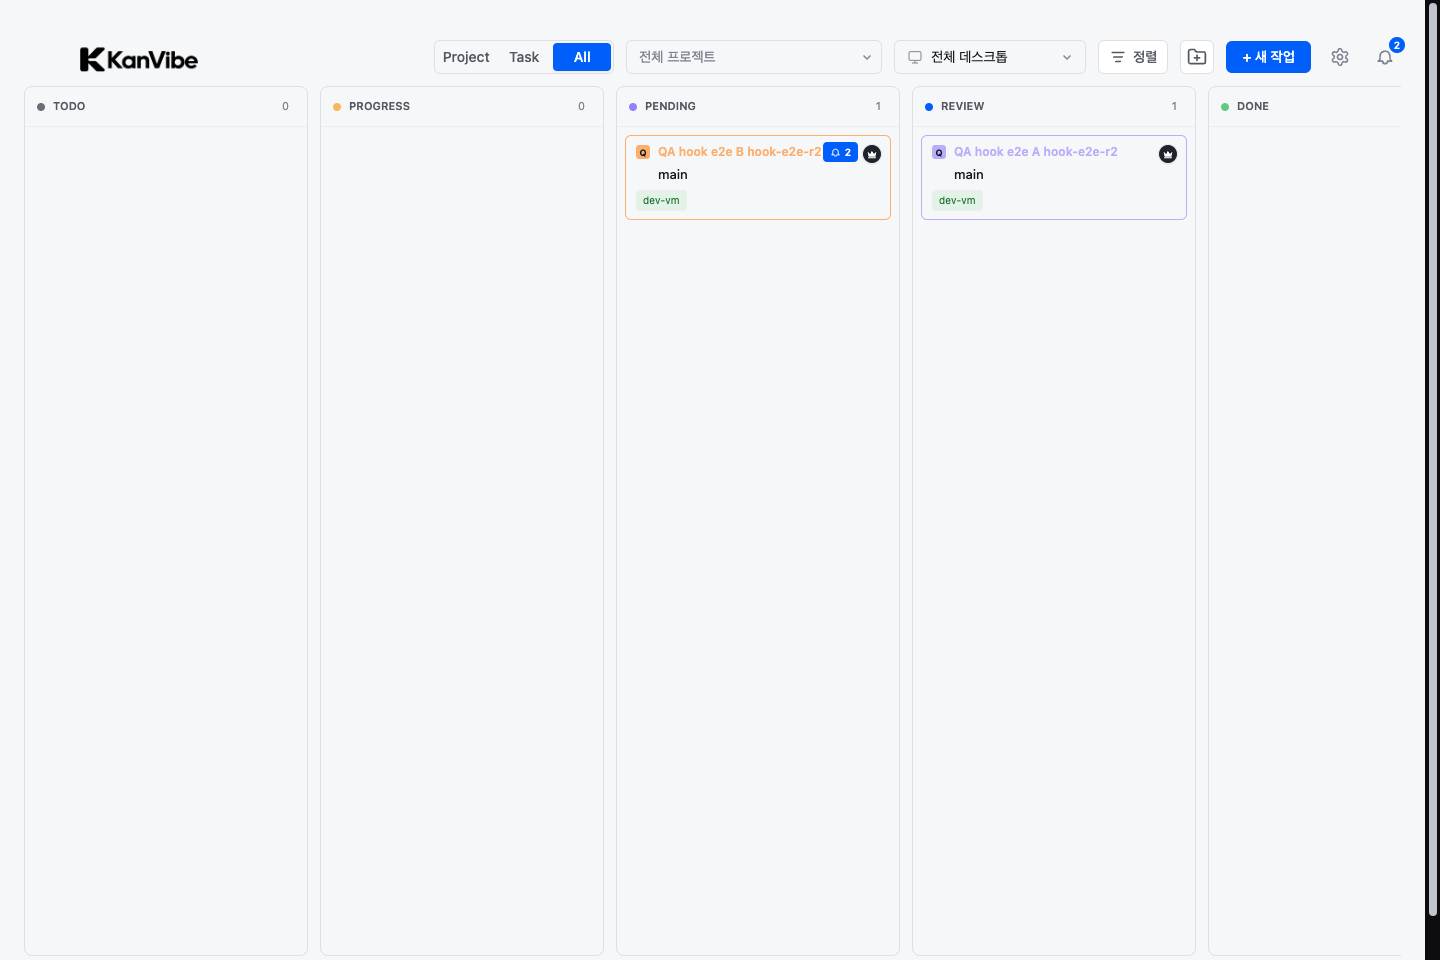 KanVibe
Project Task All
전체 프로젝트
전체 데스크톱
정렬
+ 새 작업
2
TODO 0
PROGRESS 0
PENDING 1
REVIEW 1
DONE
Q QA hook e2e B hook-e2e-r2 2
main
dev-vm
Q QA hook e2e A hook-e2e-r2
main
dev-vm